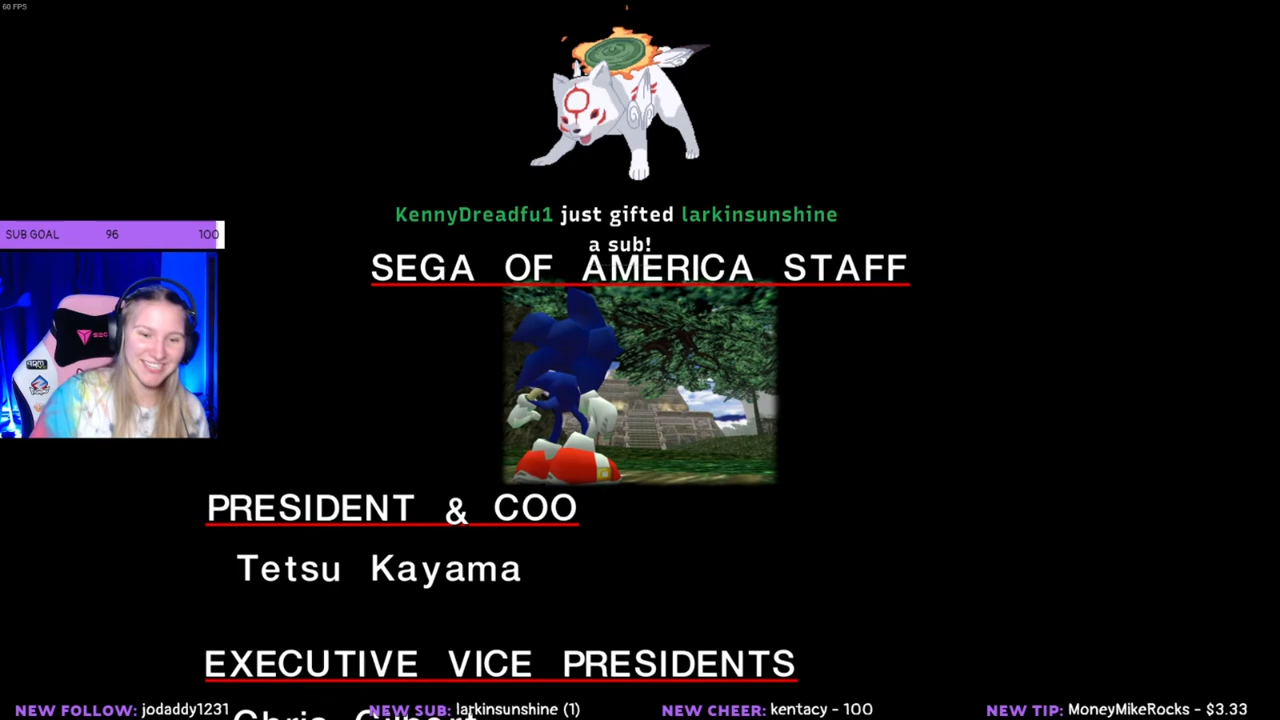 60 FPS
KennyDreadfu1 just gifted larkinsunshine
a sub!
SUB GOAL 96 100
SEGA OF AMERICA STAFF
PRESIDENT & COO
Tetsu Kayama
EXECUTIVE VICE PRESIDENTS
Chris Gilbert
NEW FOLLOW: jodaddy1231 NEW SUB: larkinsunshine (1) NEW CHEER: kentacy - 100 NEW TIP: MoneyMikeRocks - $3.33